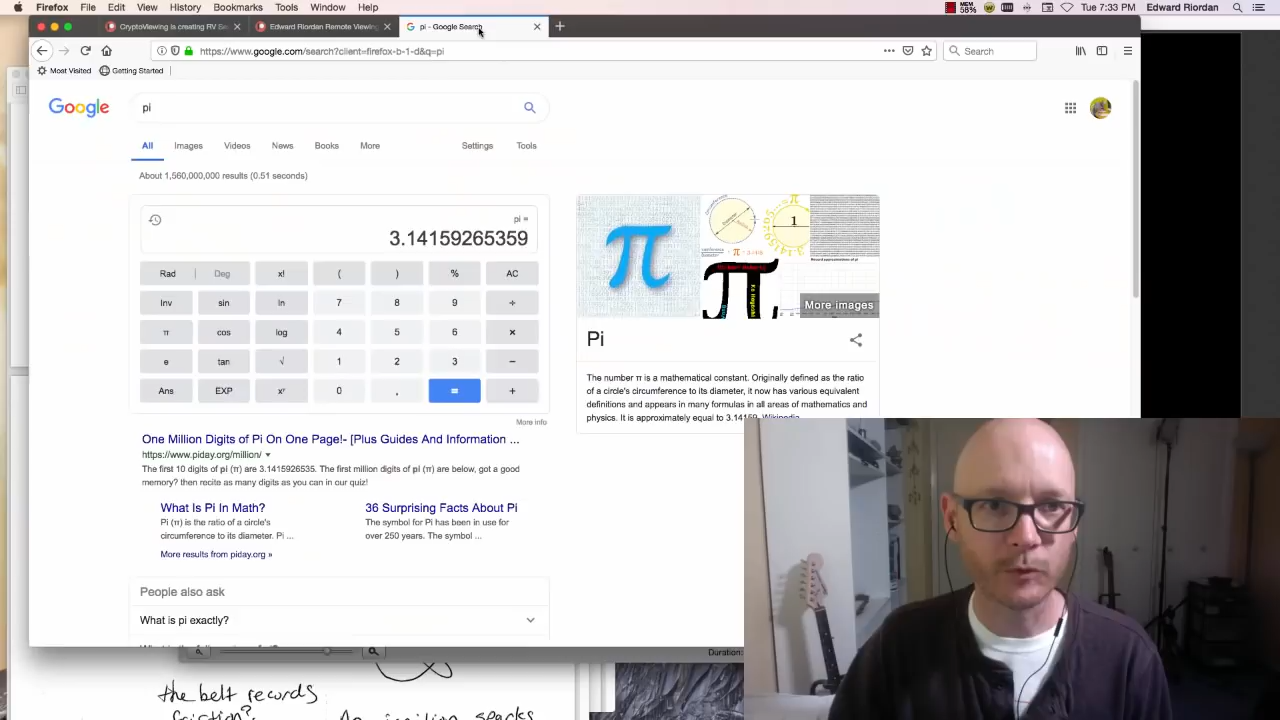 Firefox File Edit View History Bookmarks Tools Window Help
MEM 58% Tue 7:33 PM Edward Riordan
CryptoViewing is creating RV Se
Edward Riordan Remote Viewing
pi - Google Search
https://www.google.com/search?client=firefox-b-1-d&q=pi
Search
Most Visited Getting Started
Google
pi
All Images Videos News Books More Settings Tools
About 1,560,000,000 results (0.51 seconds)
pi =
3.14159265359
Rad Deg x! ( ) % AC
Inv sin ln 7 8 9 ÷
π cos log 4 5 6 ×
e tan √ 1 2 3 −
Ans EXP xʸ 0 , = +
More info
π
1
π
More images
Pi
The number π is a mathematical constant. Originally defined as the ratio
of a circle's circumference to its diameter, it now has various equivalent
definitions and appears in many formulas in all areas of mathematics and
physics. It is approximately equal to 3.14159. Wikipedia
One Million Digits of Pi On One Page!- [Plus Guides And Information ...
https://www.piday.org/million/
The first 10 digits of pi (π) are 3.1415926535. The first million digits of pi (π) are below, got a good
memory? then recite as many digits as you can in our quiz!
What Is Pi In Math?
Pi (π) is the ratio of a circle's
circumference to its diameter. Pi ...
36 Surprising Facts About Pi
The symbol for Pi has been in use for
over 250 years. The symbol ...
More results from piday.org »
People also ask
What is pi exactly?
Duration:
the belt records
friction?
An ignition sparks